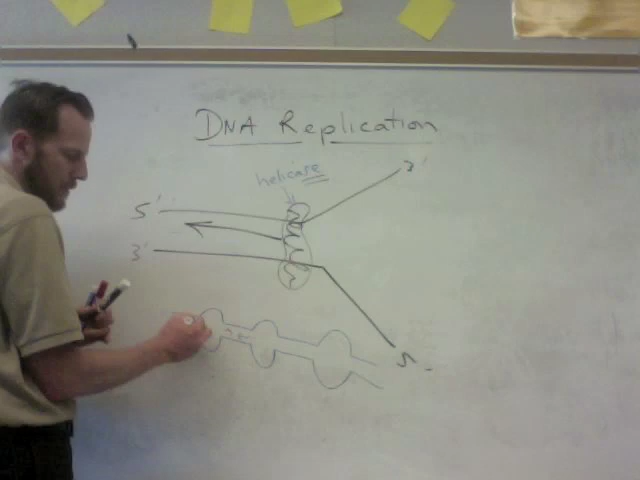 DNA Replication
helicase
3'
5'
3'
5.